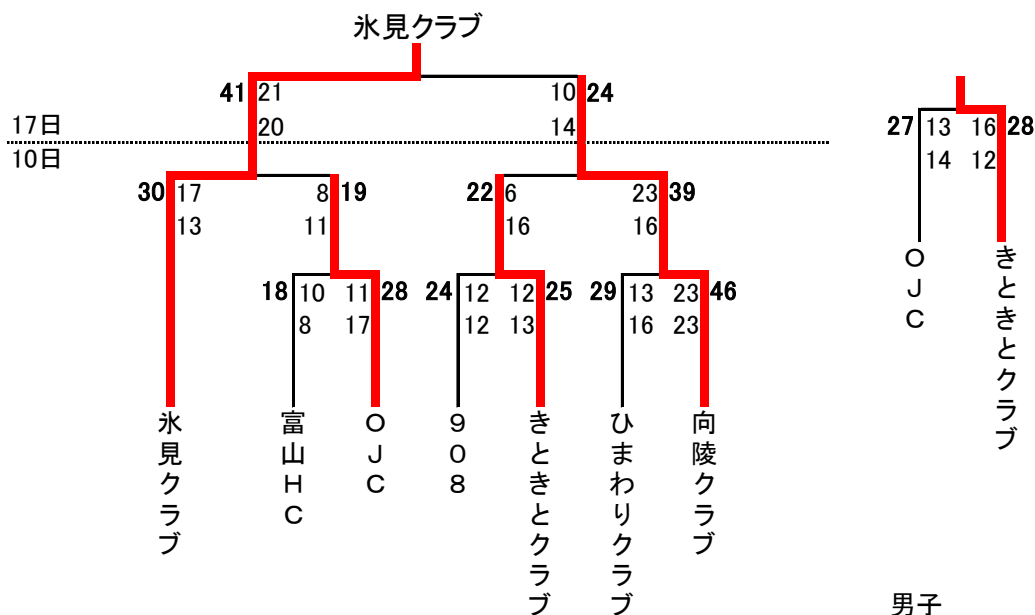 氷見クラブ
41 21 10 24
17日 20 14
10日
27 13 16 28
14 12
30 17 8 19 22 6 23 39
13 11 16 16
18 10 11 28 24 12 12 25 29 13 23 46
8 17 12 13 16 23
氷見クラブ
富山HC
OJC
908
きときとクラブ
ひまわりクラブ
向陵クラブ
OJC
きときとクラブ
男子